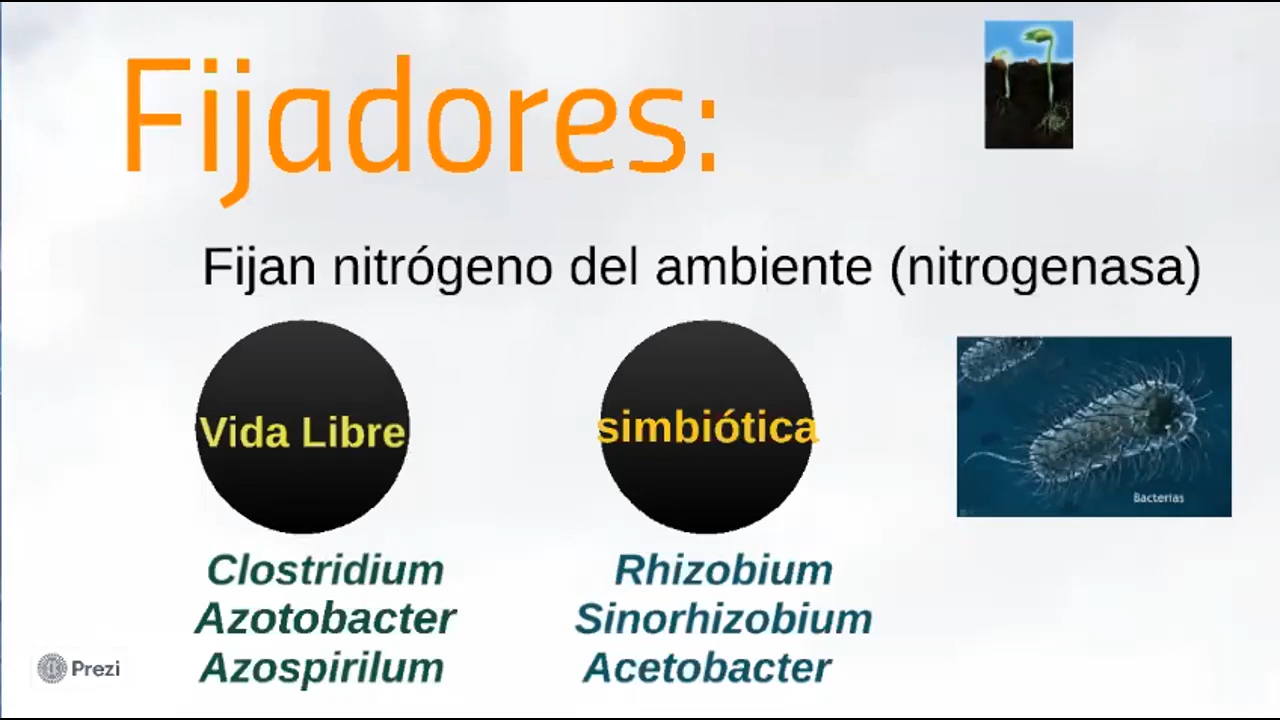 Fijadores:
Fijan nitrógeno del ambiente (nitrogenasa)
Vida Libre
simbiótica
Bacterias
Clostridium
Azotobacter
Azospirilum
Rhizobium
Sinorhizobium
Acetobacter
Prezi